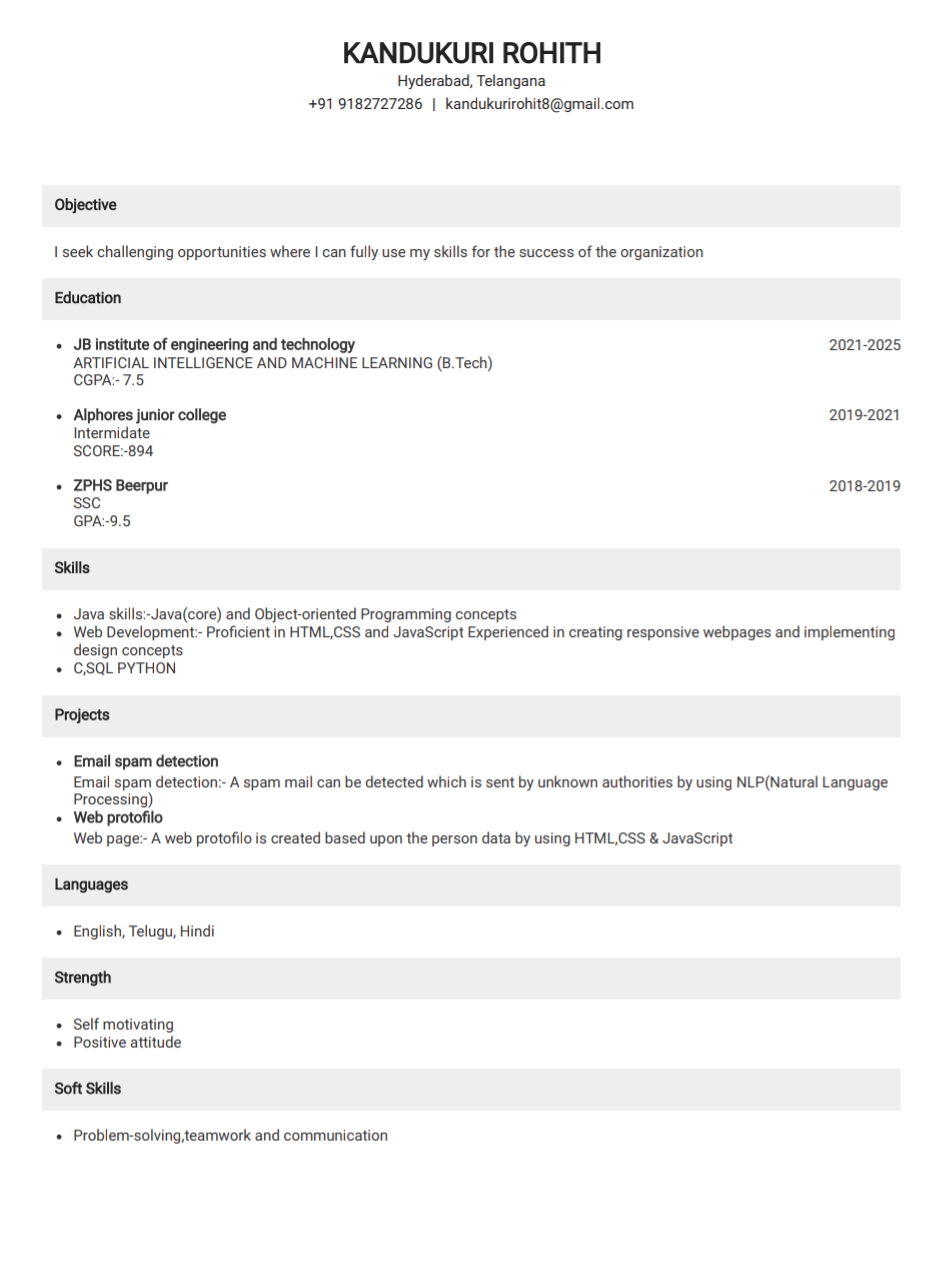 KANDUKURI ROHITH
Hyderabad, Telangana
+91 9182727286 | kandukurirohit8@gmail.com
Objective
I seek challenging opportunities where I can fully use my skills for the success of the organization
Education
• JB institute of engineering and technology 2021-2025
ARTIFICIAL INTELLIGENCE AND MACHINE LEARNING (B.Tech)
CGPA:- 7.5
• Alphores junior college 2019-2021
Intermidate
SCORE:-894
• ZPHS Beerpur 2018-2019
SSC
GPA:-9.5
Skills
• Java skills:-Java(core) and Object-oriented Programming concepts
• Web Development:- Proficient in HTML,CSS and JavaScript Experienced in creating responsive webpages and implementing
design concepts
• C,SQL PYTHON
Projects
• Email spam detection
Email spam detection:- A spam mail can be detected which is sent by unknown authorities by using NLP(Natural Language
Processing)
• Web protofilo
Web page:- A web protofilo is created based upon the person data by using HTML,CSS & JavaScript
Languages
• English, Telugu, Hindi
Strength
• Self motivating
• Positive attitude
Soft Skills
• Problem-solving,teamwork and communication